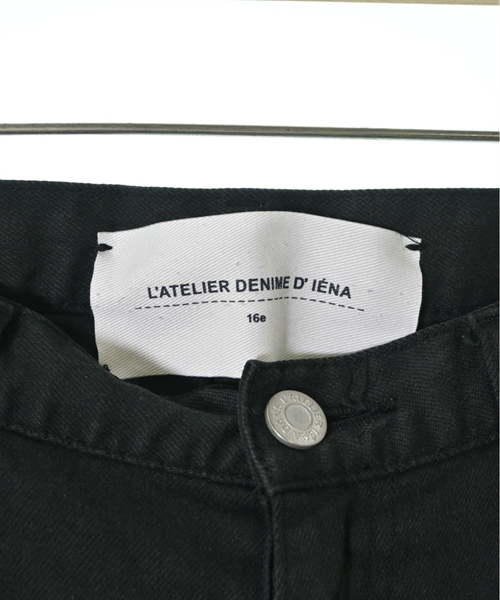 L'ATELIER DENIME D' IÉNA
16e